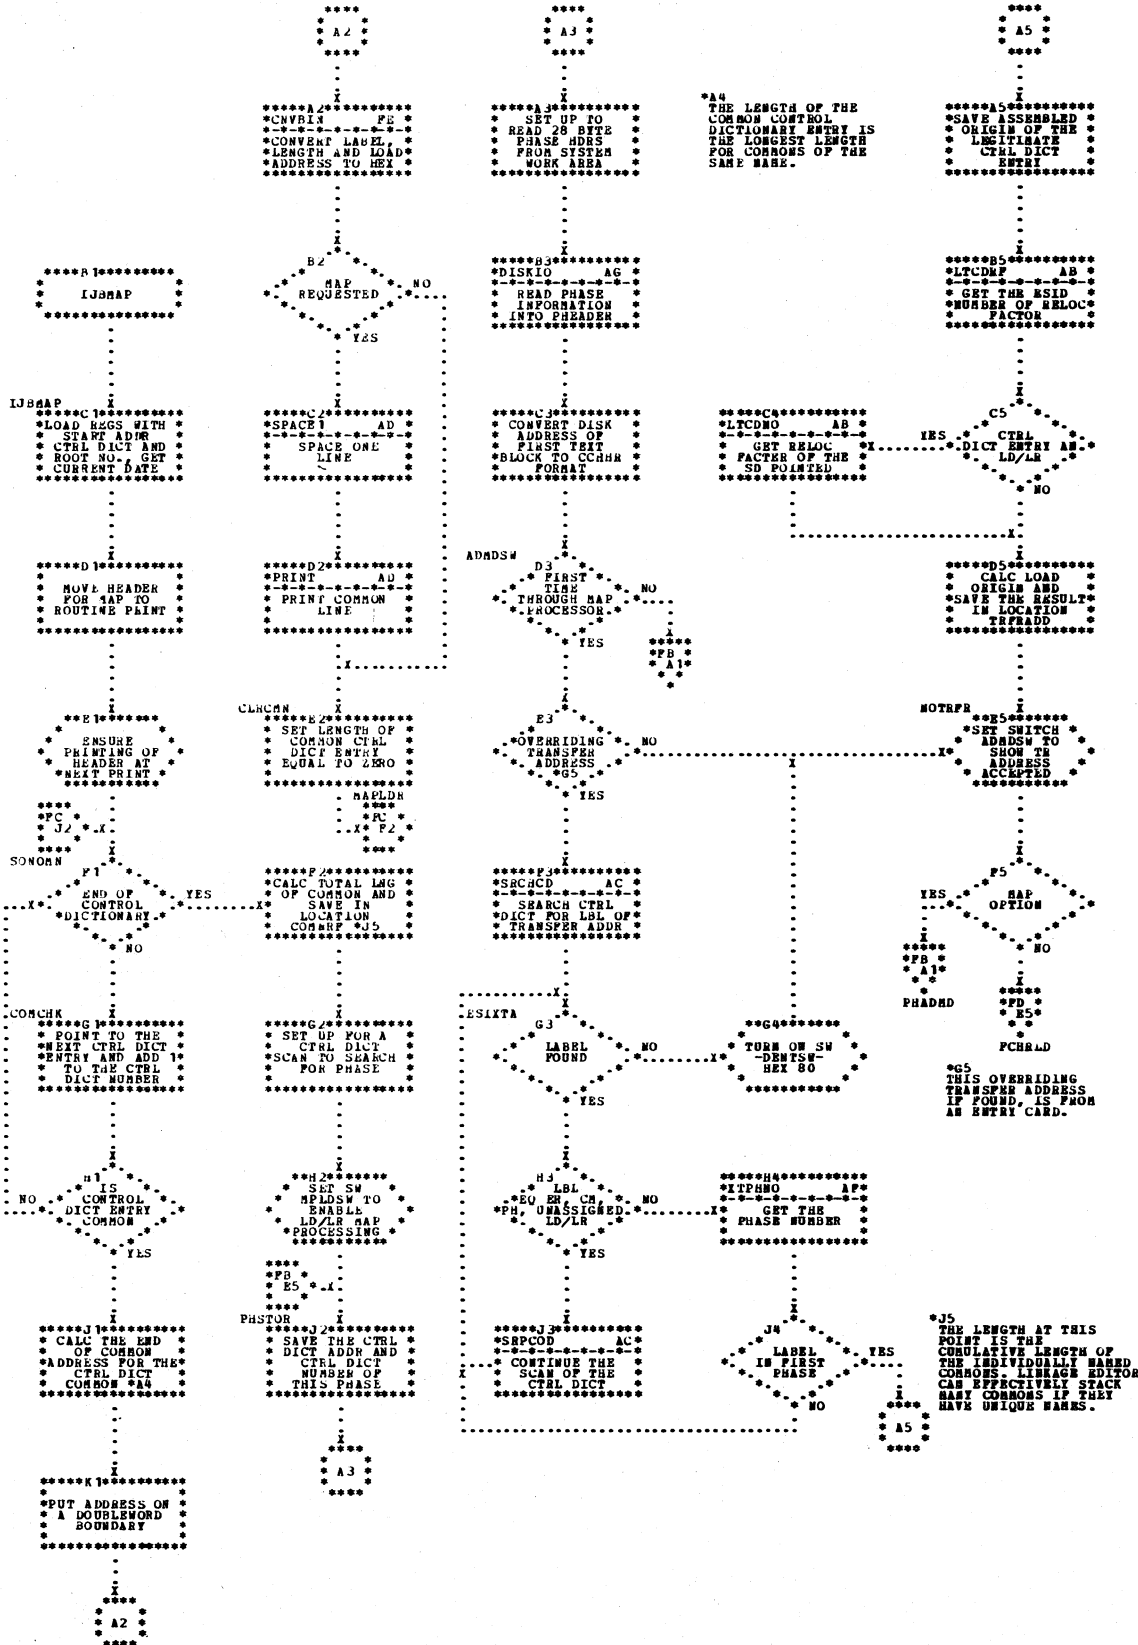 A2
A3
A5
A2
CNVBIN FE
CONVERT LABEL,
LENGTH AND LOAD
ADDRESS TO HEX
A3
SET UP TO
READ 28 BYTE
PHASE HDRS
FROM SYSTEM
WORK AREA
*A4
THE LENGTH OF THE
COMMON CONTROL
DICTIONARY ENTRY IS
THE LONGEST LENGTH
FOR COMMONS OF THE
SAME NAME.
A5
SAVE ASSEMBLED
ORIGIN OF THE
LEGITIMATE
CTRL DICT
ENTRY
B1
IJBMAP
B2
MAP
REQUESTED
NO
YES
B3
DISKIO AG
READ PHASE
INFORMATION
INTO PHEADER
B5
LTCDRF AB
GET THE ESID
NUMBER OF RELOC
FACTOR
IJBMAP
C1
LOAD REGS WITH
START ADDR
CTRL DICT AND
ROOT NO., GET
CURRENT DATE
C2
SPACE1 AD
SPACE ONE
LINE
C3
CONVERT DISK
ADDRESS OF
FIRST TXIT
BLOCK TO CCHHR
FORMAT
C4
LTCDNO AB
GET RELOC
FACTER OF THE
SD POINTED
C5
CTRL
DICT ENTRY AN
LD/LR
YES
NO
D1
MOVE HEADER
FOR MAP TO
ROUTINE PRINT
D2
PRINT AD
PRINT COMMON
LINE
ADMDSW
D3
FIRST
TIME
THROUGH MAP
PROCESSOR
NO
YES
FB
A1
D5
CALC LOAD
ORIGIN AND
SAVE THE RESULT
IN LOCATION
TRFRADD
E1
ENSURE
PRINTING OF
HEADER AT
NEXT PRINT
CLRCMN
E2
SET LENGTH OF
COMMON CTRL
DICT ENTRY
EQUAL TO ZERO
E3
OVERRIDING
TRANSFER
ADDRESS
*G5
NO
YES
NOTRFR
E5
SET SWITCH
ADMDSW TO
SHOW TR
ADDRESS
ACCEPTED
FC
J2
MAPLDR
FC
F2
SONOMN
F1
END OF
CONTROL
DICTIONARY
YES
NO
F2
CALC TOTAL LNG
OF COMMON AND
SAVE IN
LOCATION
COMNRF *J5
F3
SRCHCD AC
SEARCH CTRL
DICT FOR LBL OF
TRANSFER ADDR
F5
MAP
OPTION
YES
NO
FB
A1
PHADMD
FD
E5
PCHRLD
COMCHK
G1
POINT TO THE
NEXT CTRL DICT
ENTRY AND ADD 1
TO THE CTRL
DICT NUMBER
G2
SET UP FOR A
CTRL DICT
SCAN TO SEARCH
FOR PHASE
ESIXTA
G3
LABEL
FOUND
NO
YES
G4
TURN ON SW
-DENTSW-
HEX 80
*G5
THIS OVERRIDING
TRANSFER ADDRESS
IF FOUND, IS FROM
AN ENTRY CARD.
H1
IS
CONTROL
DICT ENTRY
COMMON
NO
YES
H2
SET SW
MPLDSW TO
ENABLE
LD/LR MAP
PROCESSING
H3
LBL
EQ ER, CM,
PH, UNASSIGNED
LD/LR
NO
YES
H4
XTPHNO AF
GET THE
PHASE NUMBER
FB
E5
J1
CALC THE END
OF COMMON
ADDRESS FOR THE
CTRL DICT
COMMON *A4
PHSTOR
J2
SAVE THE CTRL
DICT ADDR AND
CTRL DICT
NUMBER OF
THIS PHASE
J3
SRPCOD AC
CONTINUE THE
SCAN OF THE
CTRL DICT
J4
LABEL
IN FIRST
PHASE
YES
NO
*J5
THE LENGTH AT THIS
POINT IS THE
CUMULATIVE LENGTH OF
THE INDIVIDUALLY NAMED
COMMONS. LINKAGE EDITOR
CAN EFFECTIVELY STACK
MANY COMMONS IF THEY
HAVE UNIQUE NAMES.
A5
A3
K1
PUT ADDRESS ON
A DOUBLEWORD
BOUNDARY
A2